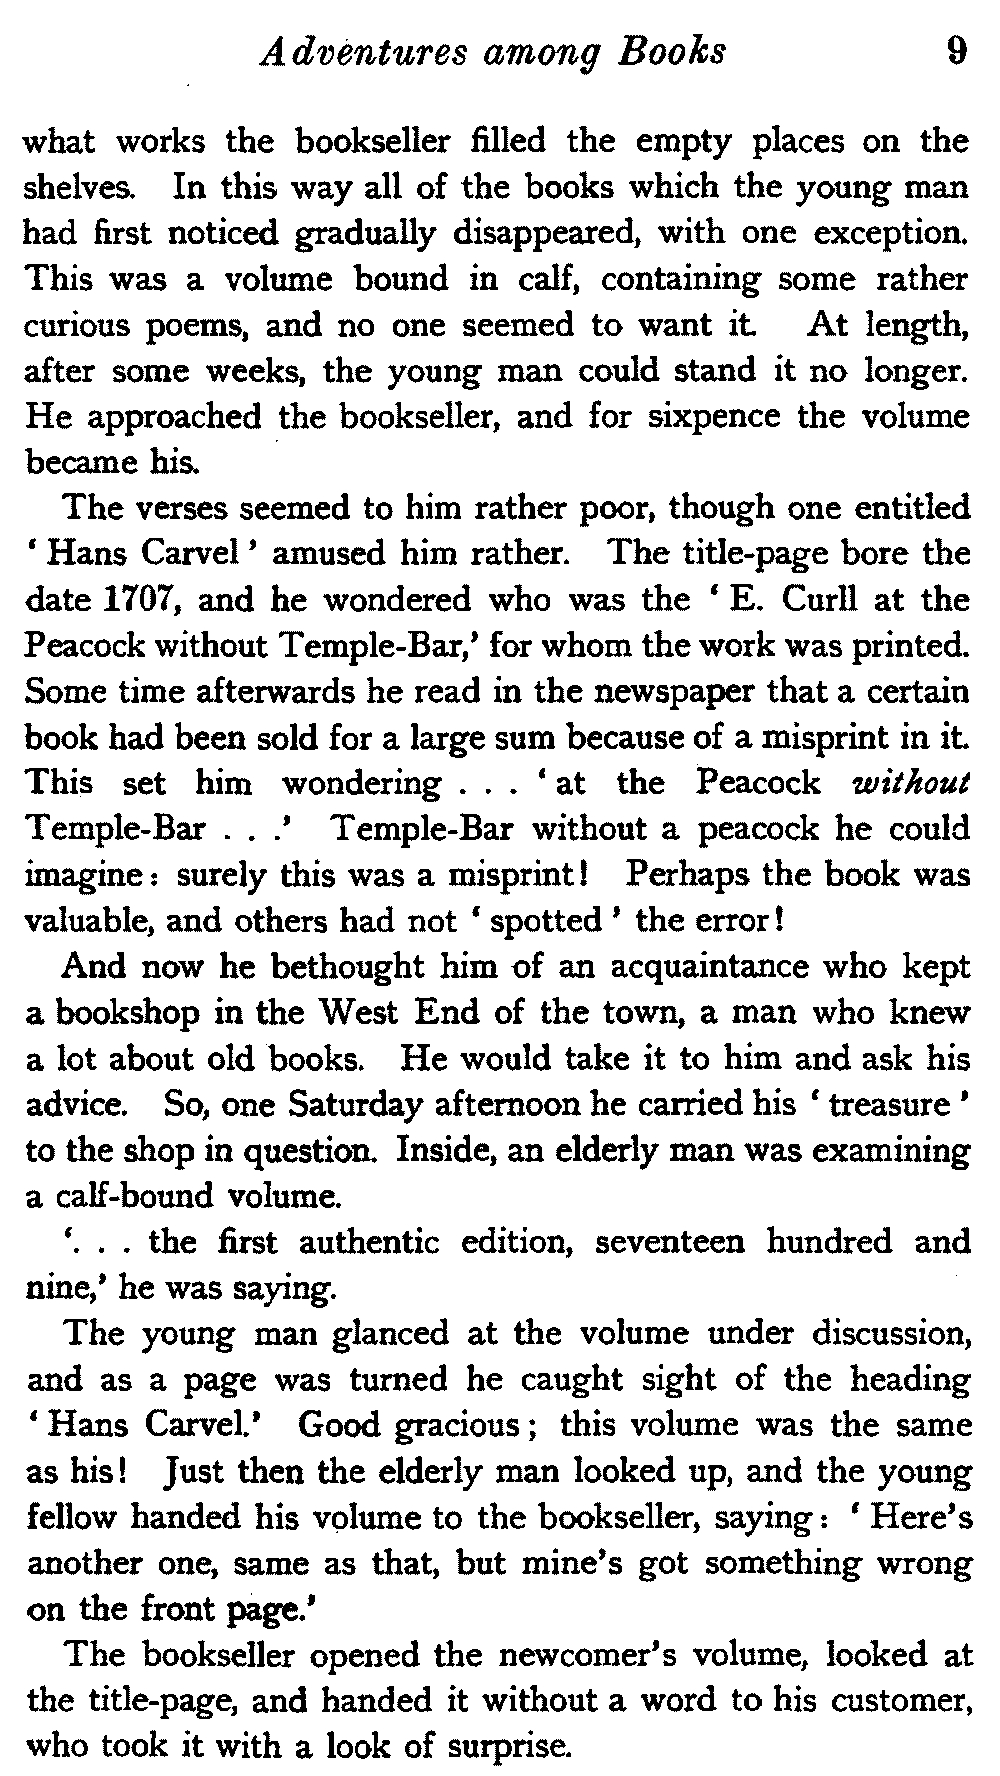 Adventures among Books 9
what works the bookseller filled the empty places on the
shelves. In this way all of the books which the young man
had first noticed gradually disappeared, with one exception.
This was a volume bound in calf, containing some rather
curious poems, and no one seemed to want it. At length,
after some weeks, the young man could stand it no longer.
He approached the bookseller, and for sixpence the volume
became his.
The verses seemed to him rather poor, though one entitled
‘ Hans Carvel ’ amused him rather. The title-page bore the
date 1707, and he wondered who was the ‘ E. Curll at the
Peacock without Temple-Bar,’ for whom the work was printed.
Some time afterwards he read in the newspaper that a certain
book had been sold for a large sum because of a misprint in it.
This set him wondering . . . ‘ at the Peacock without
Temple-Bar . . .’ Temple-Bar without a peacock he could
imagine : surely this was a misprint ! Perhaps the book was
valuable, and others had not ‘ spotted ’ the error !
And now he bethought him of an acquaintance who kept
a bookshop in the West End of the town, a man who knew
a lot about old books. He would take it to him and ask his
advice. So, one Saturday afternoon he carried his ‘ treasure ’
to the shop in question. Inside, an elderly man was examining
a calf-bound volume.
‘. . . the first authentic edition, seventeen hundred and
nine,’ he was saying.
The young man glanced at the volume under discussion,
and as a page was turned he caught sight of the heading
‘ Hans Carvel.’ Good gracious ; this volume was the same
as his ! Just then the elderly man looked up, and the young
fellow handed his volume to the bookseller, saying : ‘ Here’s
another one, same as that, but mine’s got something wrong
on the front page.’
The bookseller opened the newcomer’s volume, looked at
the title-page, and handed it without a word to his customer,
who took it with a look of surprise.